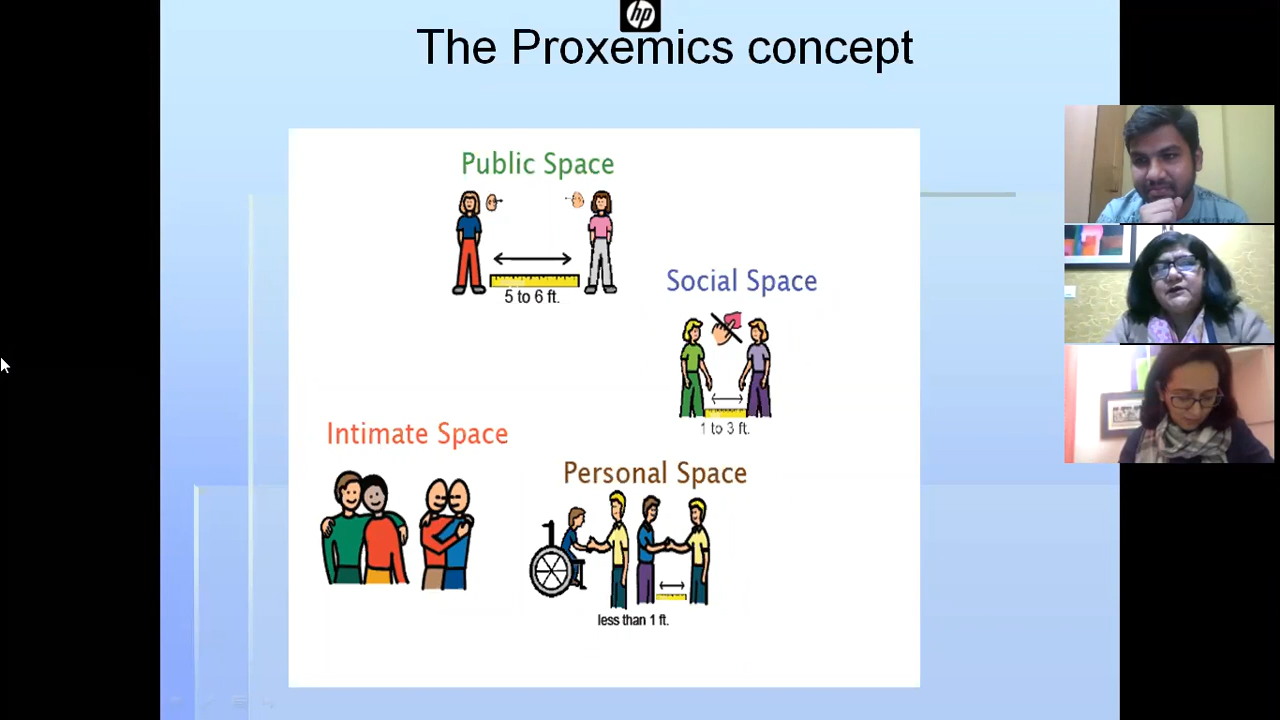 hp
The Proxemics concept
Public Space
5 to 6 ft.
Social Space
1 to 3 ft.
Intimate Space
Personal Space
less than 1 ft.